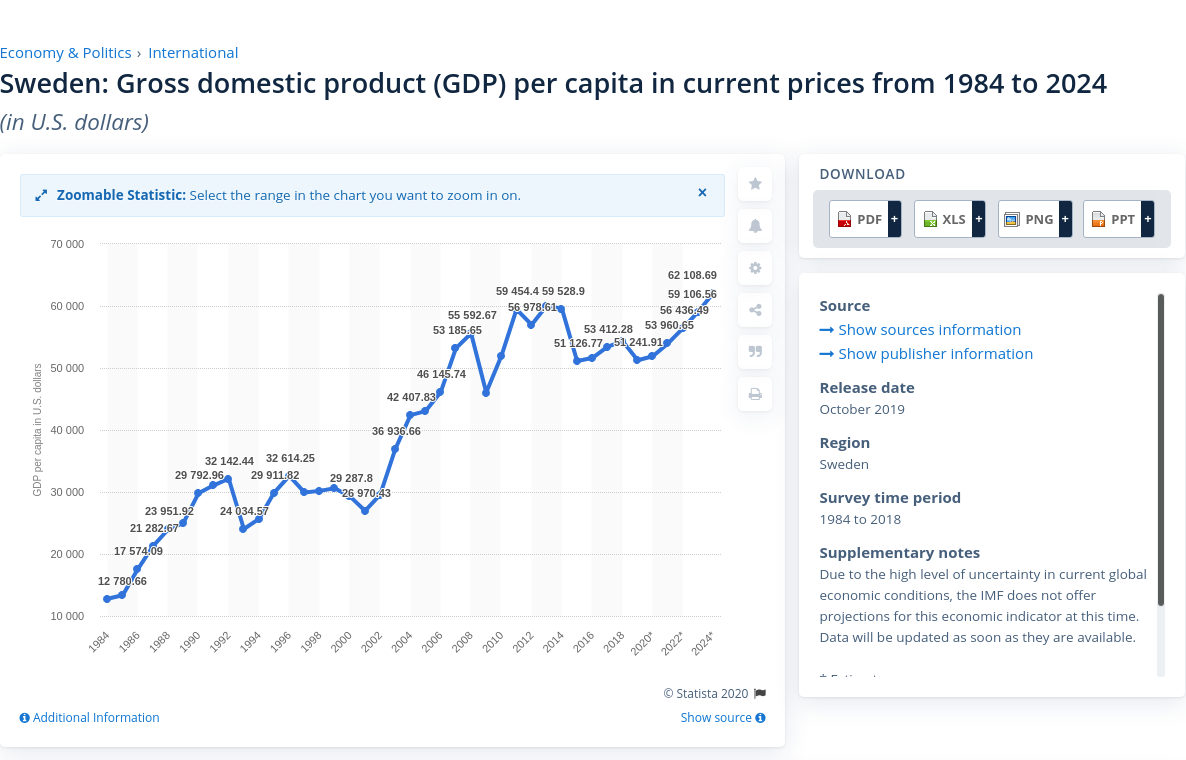 Economy & Politics › International
Sweden: Gross domestic product (GDP) per capita in current prices from 1984 to 2024
(in U.S. dollars)
Zoomable Statistic: Select the range in the chart you want to zoom in on. ×
GDP per capita in U.S. dollars
70 000
60 000
50 000
40 000
30 000
20 000
10 000
12 780.66
17 574.09
21 282.67
23 951.92
29 792.96
32 142.44
24 034.57
29 911.82
32 614.25
29 287.8
26 970.43
36 936.66
42 407.83
46 145.74
53 185.65
55 592.67
59 454.4
56 978.61
59 528.9
51 126.77
53 412.28
51 241.91
53 960.65
56 436.49
59 106.56
62 108.69
1984
1986
1988
1990
1992
1994
1996
1998
2000
2002
2004
2006
2008
2010
2012
2014
2016
2018
2020*
2022*
2024*
© Statista 2020
Additional Information
Show source
DOWNLOAD
PDF +
XLS +
PNG +
PPT +
Source
Show sources information
Show publisher information
Release date
October 2019
Region
Sweden
Survey time period
1984 to 2018
Supplementary notes
Due to the high level of uncertainty in current global
economic conditions, the IMF does not offer
projections for this economic indicator at this time.
Data will be updated as soon as they are available.